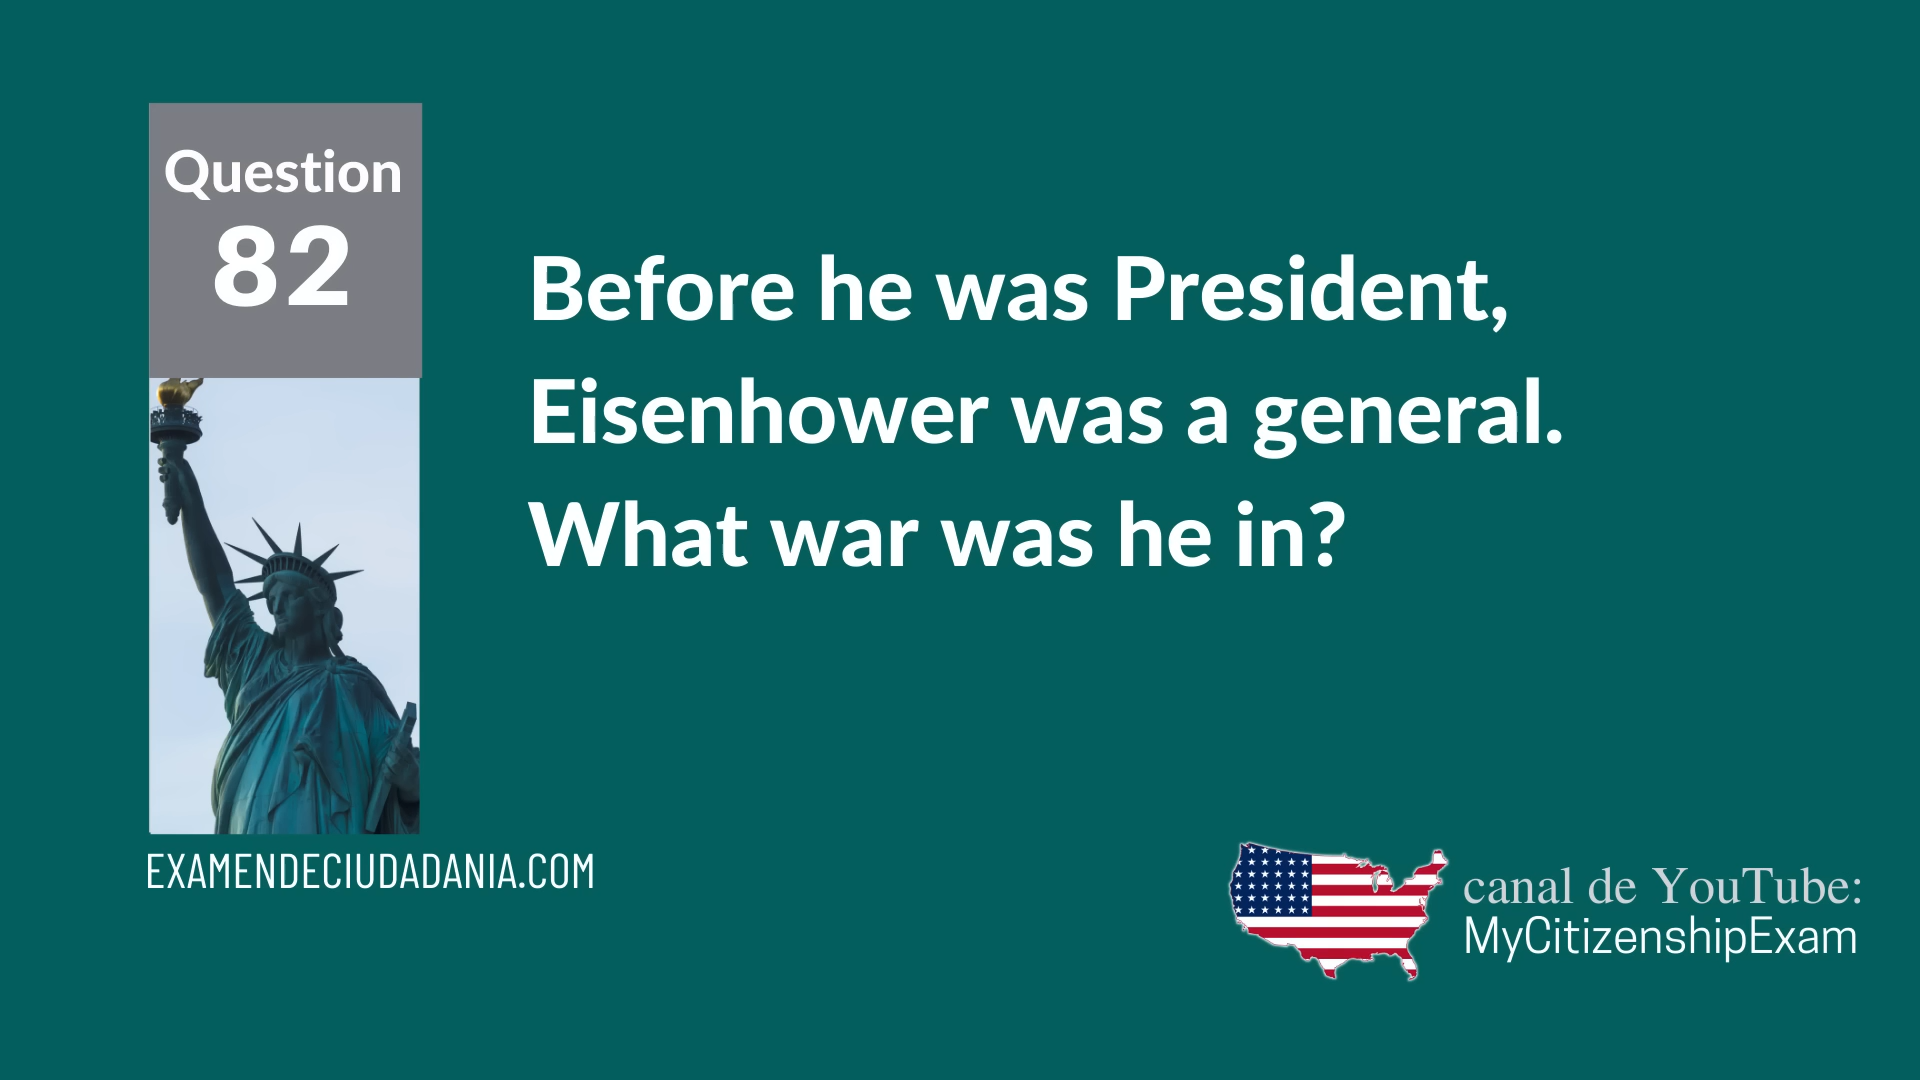 Question
82
Before he was President,
Eisenhower was a general.
What war was he in?
EXAMENDECIUDADANIA.COM
canal de YouTube:
MyCitizenshipExam